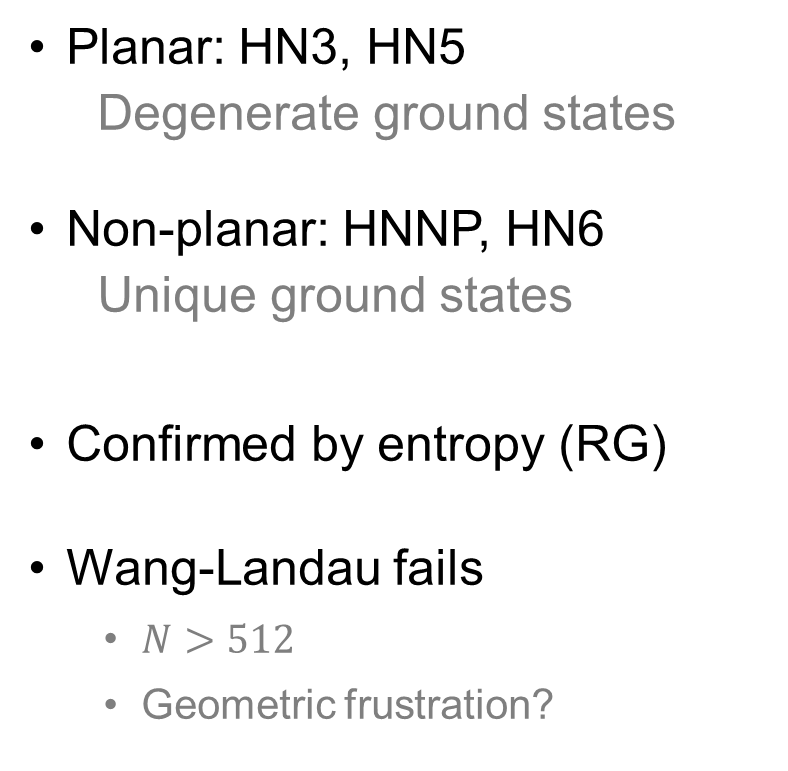 • Planar: HN3, HN5
Degenerate ground states
• Non-planar: HNNP, HN6
Unique ground states
• Confirmed by entropy (RG)
• Wang-Landau fails
• N > 512
• Geometric frustration?